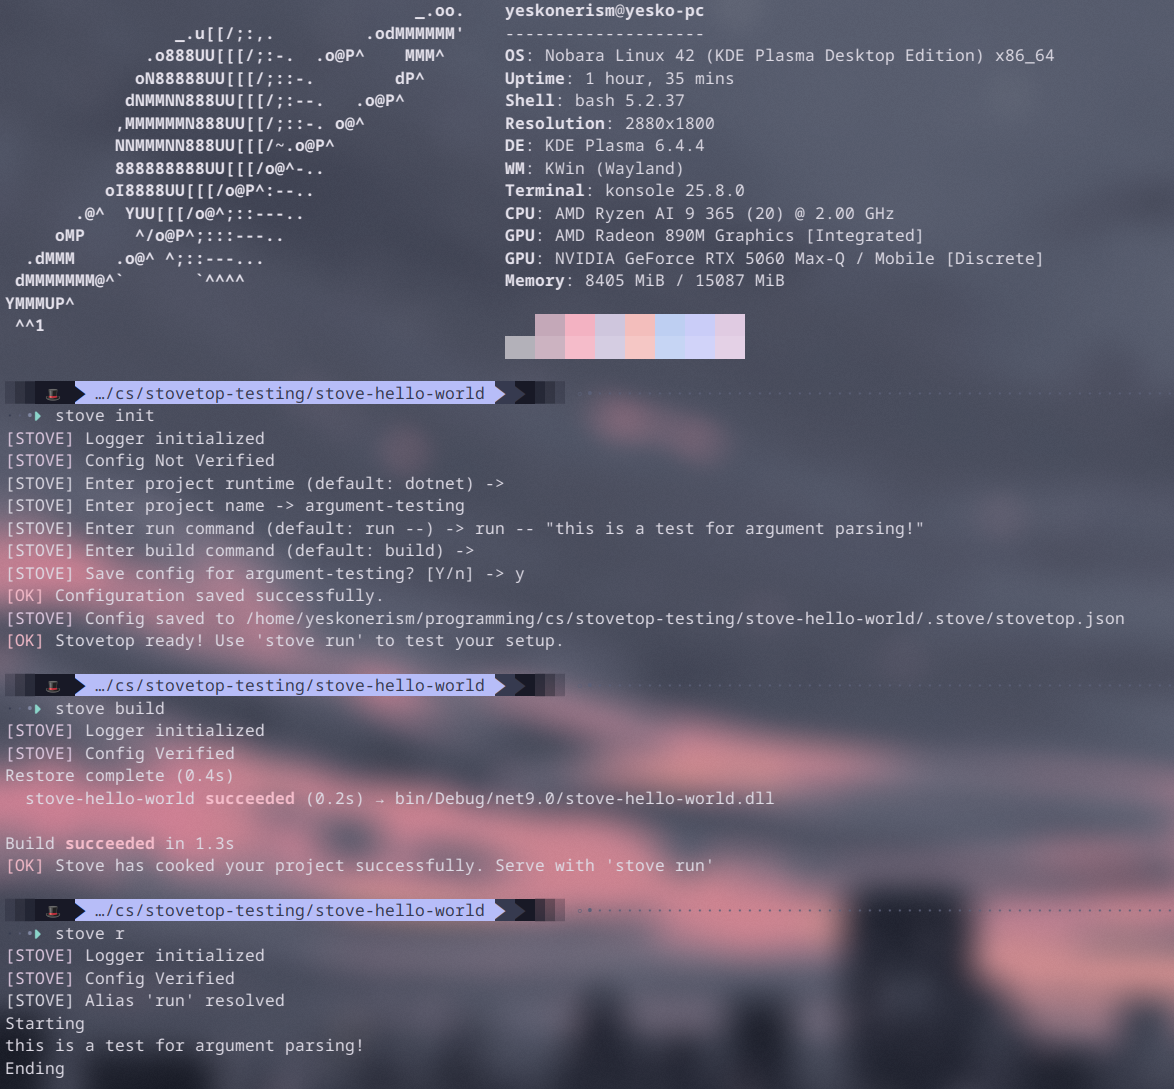 _.oo.
_.u[[/;:,.         .odMMMMMM'
.o888UU[[[/;:-.  .o@P^    MMM^
oN88888UU[[[/;::-.        dP^
dNMMNN888UU[[[/;:--.   .o@P^
,MMMMMMN888UU[[/;::-. o@^
NNMMMNN888UU[[[/~.o@P^
888888888UU[[[/o@^-..
oI8888UU[[[/o@P^:--..
.@^  YUU[[[/o@^;::---..
oMP     ^/o@P^;:::---..
.dMMM    .o@^ ^;::---...
dMMMMMMM@^`       `^^^^
YMMMUP^
^^1
yeskonerism@yesko-pc
--------------------
OS: Nobara Linux 42 (KDE Plasma Desktop Edition) x86_64
Uptime: 1 hour, 35 mins
Shell: bash 5.2.37
Resolution: 2880x1800
DE: KDE Plasma 6.4.4
WM: KWin (Wayland)
Terminal: konsole 25.8.0
CPU: AMD Ryzen AI 9 365 (20) @ 2.00 GHz
GPU: AMD Radeon 890M Graphics [Integrated]
GPU: NVIDIA GeForce RTX 5060 Max-Q / Mobile [Discrete]
Memory: 8405 MiB / 15087 MiB
…/cs/stovetop-testing/stove-hello-world
stove init
[STOVE] Logger initialized
[STOVE] Config Not Verified
[STOVE] Enter project runtime (default: dotnet) ->
[STOVE] Enter project name -> argument-testing
[STOVE] Enter run command (default: run --) -> run -- "this is a test for argument parsing!"
[STOVE] Enter build command (default: build) ->
[STOVE] Save config for argument-testing? [Y/n] -> y
[OK] Configuration saved successfully.
[STOVE] Config saved to /home/yeskonerism/programming/cs/stovetop-testing/stove-hello-world/.stove/stovetop.json
[OK] Stovetop ready! Use 'stove run' to test your setup.
…/cs/stovetop-testing/stove-hello-world
stove build
[STOVE] Logger initialized
[STOVE] Config Verified
Restore complete (0.4s)
stove-hello-world succeeded (0.2s) → bin/Debug/net9.0/stove-hello-world.dll
Build succeeded in 1.3s
[OK] Stove has cooked your project successfully. Serve with 'stove run'
…/cs/stovetop-testing/stove-hello-world
stove r
[STOVE] Logger initialized
[STOVE] Config Verified
[STOVE] Alias 'run' resolved
Starting
this is a test for argument parsing!
Ending